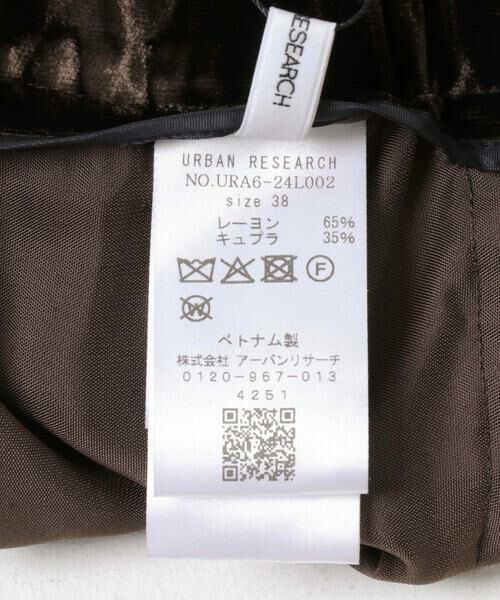 ESEARCH
URBAN RESEARCH
NO.URA6-24L002
size 38
レーヨン 65%
キュプラ 35%
F
W
ベトナム製
株式会社 アーバンリサーチ
0120-967-013
4251